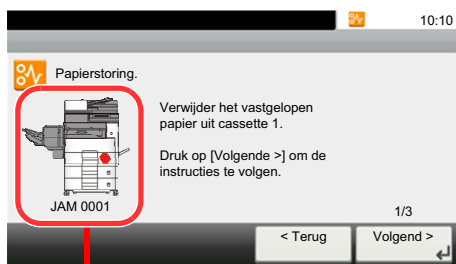 10:10
Papierstoring.
Verwijder het vastgelopen
papier uit cassette 1.
Druk op [Volgende >] om de
instructies te volgen.
JAM 0001
1/3
< Terug
Volgend >